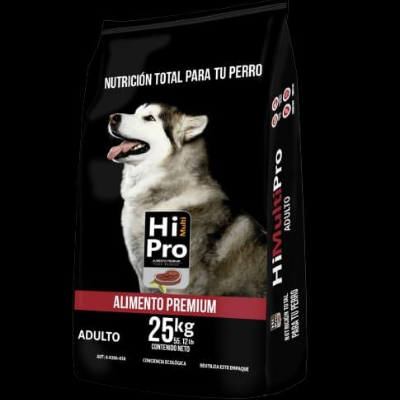 NUTRICIÓN TOTAL PARA TU PERRO
Hi
Multi
Pro
ALIMENTO PREMIUM
ALIMENTO PREMIUM
ADULTO
25kg
55.12 lb
CONTENIDO NETO
CONCIENCIA ECOLÓGICA
REUTILICE ESTE EMPAQUE
HiMultiPro
ADULTO
NUTRICIÓN TOTAL
PARA TU PERRO